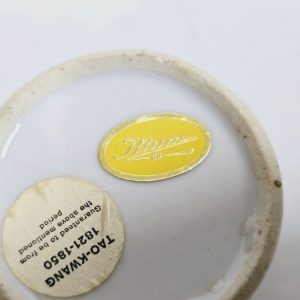 TAO-KWANG
1821-1850
Guaranteed to be from
the above mentioned
period